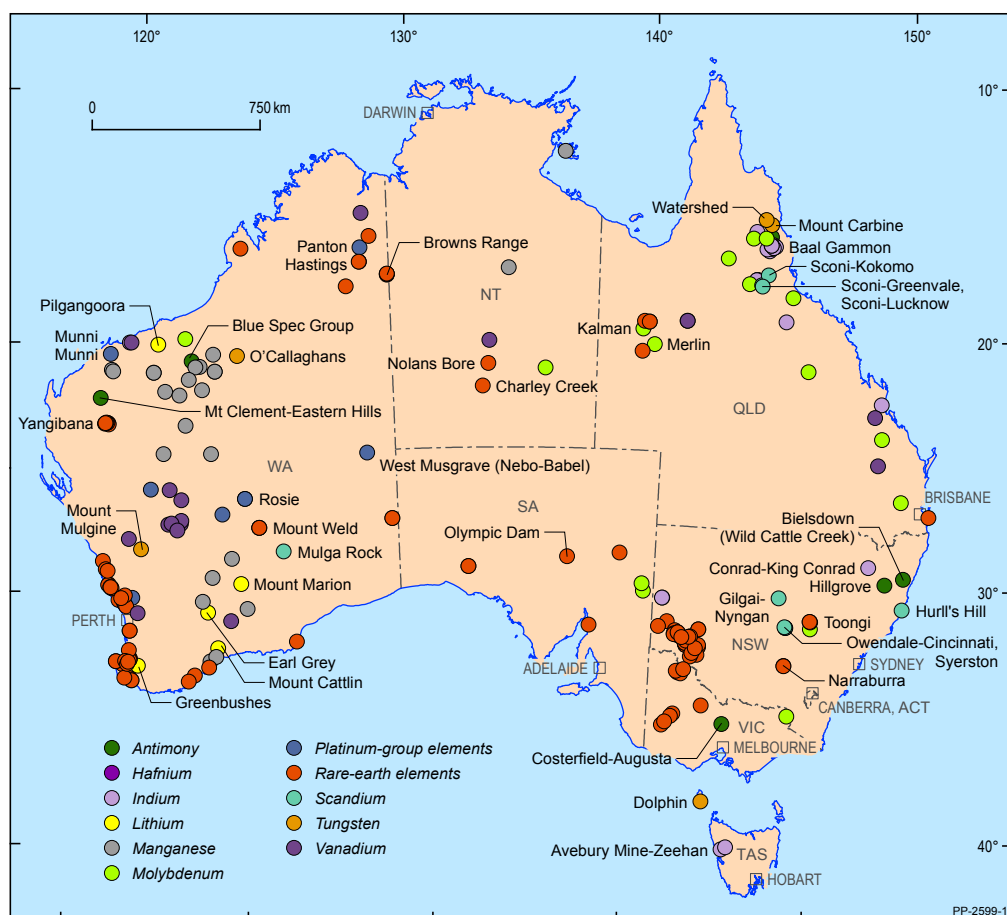 120°
130°
140°
150°
0
750 km
10°
DARWIN
Watershed
Mount Carbine
Baal Gammon
Panton
Hastings
Browns Range
Sconi-Kokomo
Sconi-Greenvale,
Sconi-Lucknow
NT
Pilgangoora
Munni
Munni
Blue Spec Group
O'Callaghans
Kalman
Merlin
20°
Nolans Bore
Charley Creek
Mt Clement-Eastern Hills
QLD
Yangibana
WA
West Musgrave (Nebo-Babel)
Rosie
SA
BRISBANE
Mount
Mulgine
Mount Weld
Olympic Dam
Bielsdown
(Wild Cattle Creek)
Mulga Rock
Conrad-King Conrad
Hillgrove
Mount Marion
Gilgai-
Nyngan
30°
Hurll's Hill
PERTH
Toongi
NSW
Owendale-Cincinnati,
Syerston
Earl Grey
Mount Cattlin
ADELAIDE
SYDNEY
Narraburra
Greenbushes
CANBERRA, ACT
VIC
MELBOURNE
Costerfield-Augusta
Antimony
Hafnium
Indium
Lithium
Manganese
Molybdenum
Platinum-group elements
Rare-earth elements
Scandium
Tungsten
Vanadium
Dolphin
40°
Avebury Mine-Zeehan
TAS
HOBART
PP-2599-1